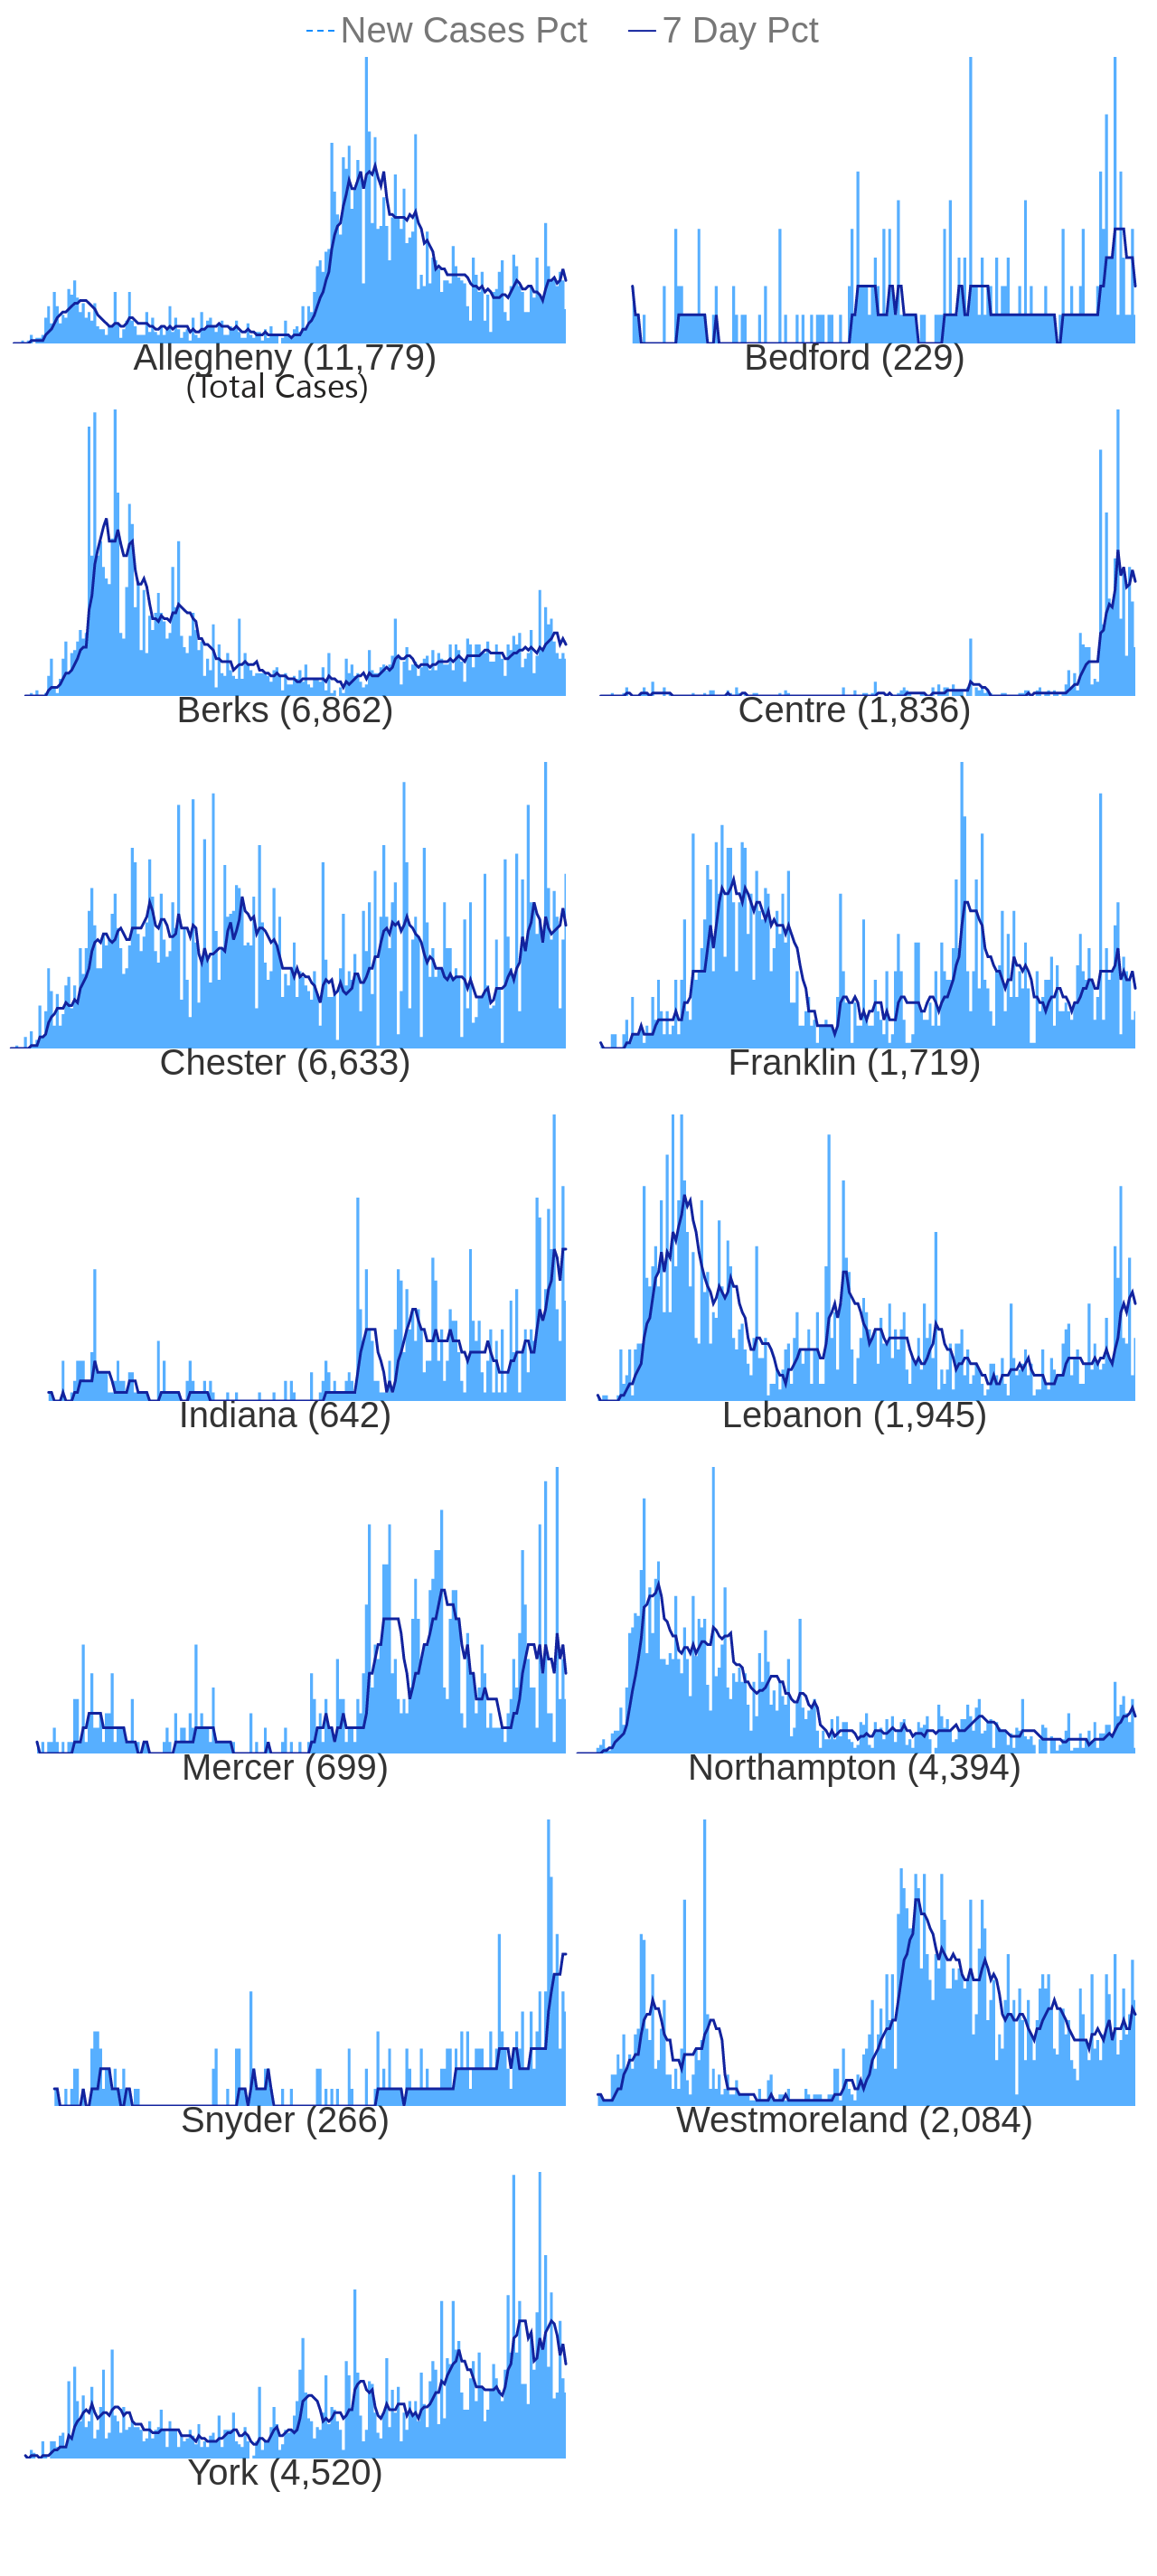 New Cases Pct 7 Day Pct
Allegheny (11,779) Bedford (229)
(Total Cases)
Berks (6,862) Centre (1,836)
Chester (6,633) Franklin (1,719)
Indiana (642) Lebanon (1,945)
Mercer (699) Northampton (4,394)
Snyder (266) Westmoreland (2,084)
York (4,520)